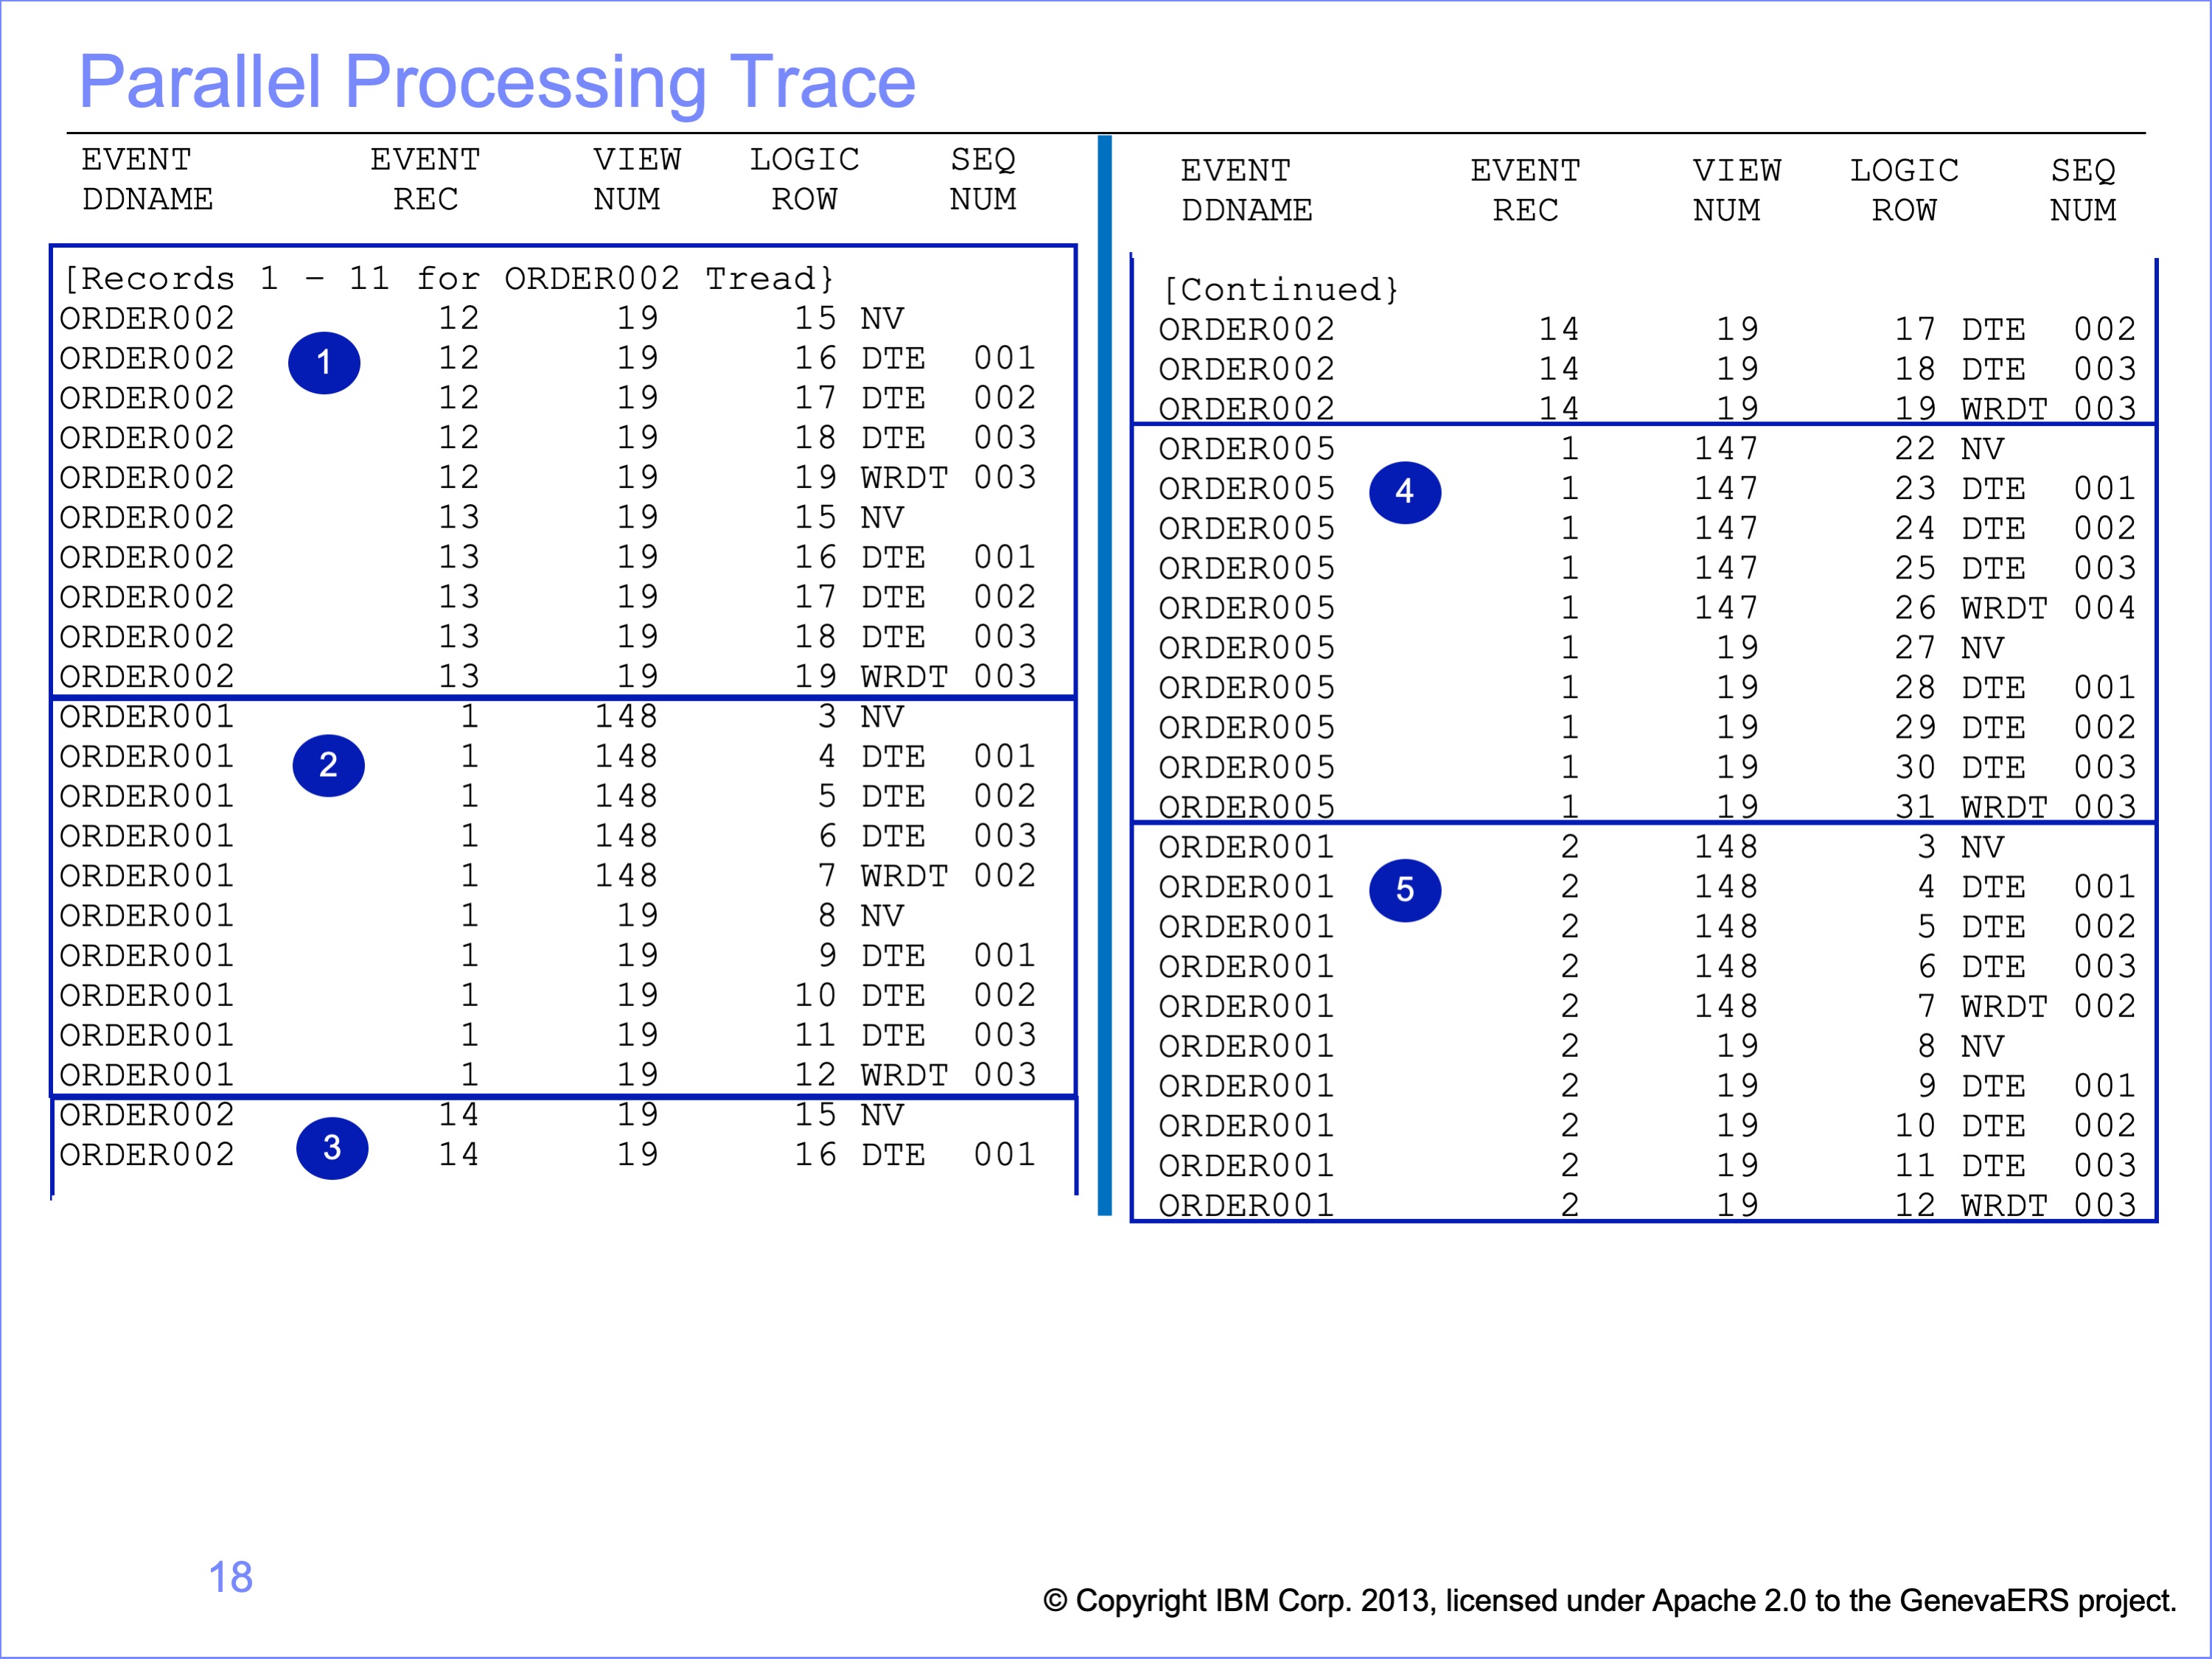 Parallel Processing Trace
EVENT EVENT VIEW LOGIC SEQ
DDNAME REC NUM ROW NUM
[Records 1 – 11 for ORDER002 Tread}
ORDER002 12 19 15 NV
ORDER002 12 19 16 DTE 001
ORDER002 12 19 17 DTE 002
ORDER002 12 19 18 DTE 003
ORDER002 12 19 19 WRDT 003
ORDER002 13 19 15 NV
ORDER002 13 19 16 DTE 001
ORDER002 13 19 17 DTE 002
ORDER002 13 19 18 DTE 003
ORDER002 13 19 19 WRDT 003
1
ORDER001 1 148 3 NV
ORDER001 1 148 4 DTE 001
ORDER001 1 148 5 DTE 002
ORDER001 1 148 6 DTE 003
ORDER001 1 148 7 WRDT 002
ORDER001 1 19 8 NV
ORDER001 1 19 9 DTE 001
ORDER001 1 19 10 DTE 002
ORDER001 1 19 11 DTE 003
ORDER001 1 19 12 WRDT 003
2
ORDER002 14 19 15 NV
ORDER002 14 19 16 DTE 001
3
EVENT EVENT VIEW LOGIC SEQ
DDNAME REC NUM ROW NUM
[Continued}
ORDER002 14 19 17 DTE 002
ORDER002 14 19 18 DTE 003
ORDER002 14 19 19 WRDT 003
ORDER005 1 147 22 NV
ORDER005 1 147 23 DTE 001
ORDER005 1 147 24 DTE 002
ORDER005 1 147 25 DTE 003
ORDER005 1 147 26 WRDT 004
ORDER005 1 19 27 NV
ORDER005 1 19 28 DTE 001
ORDER005 1 19 29 DTE 002
ORDER005 1 19 30 DTE 003
ORDER005 1 19 31 WRDT 003
4
ORDER001 2 148 3 NV
ORDER001 2 148 4 DTE 001
ORDER001 2 148 5 DTE 002
ORDER001 2 148 6 DTE 003
ORDER001 2 148 7 WRDT 002
ORDER001 2 19 8 NV
ORDER001 2 19 9 DTE 001
ORDER001 2 19 10 DTE 002
ORDER001 2 19 11 DTE 003
ORDER001 2 19 12 WRDT 003
5
18
© Copyright IBM Corp. 2013, licensed under Apache 2.0 to the GenevaERS project.